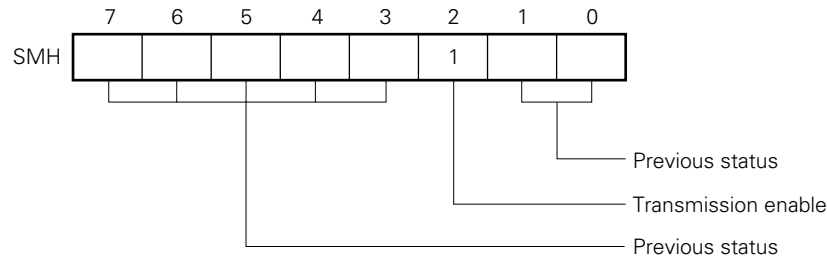 7 6 5 4 3 2 1 0
SMH 1
Previous status
Transmission enable
Previous status